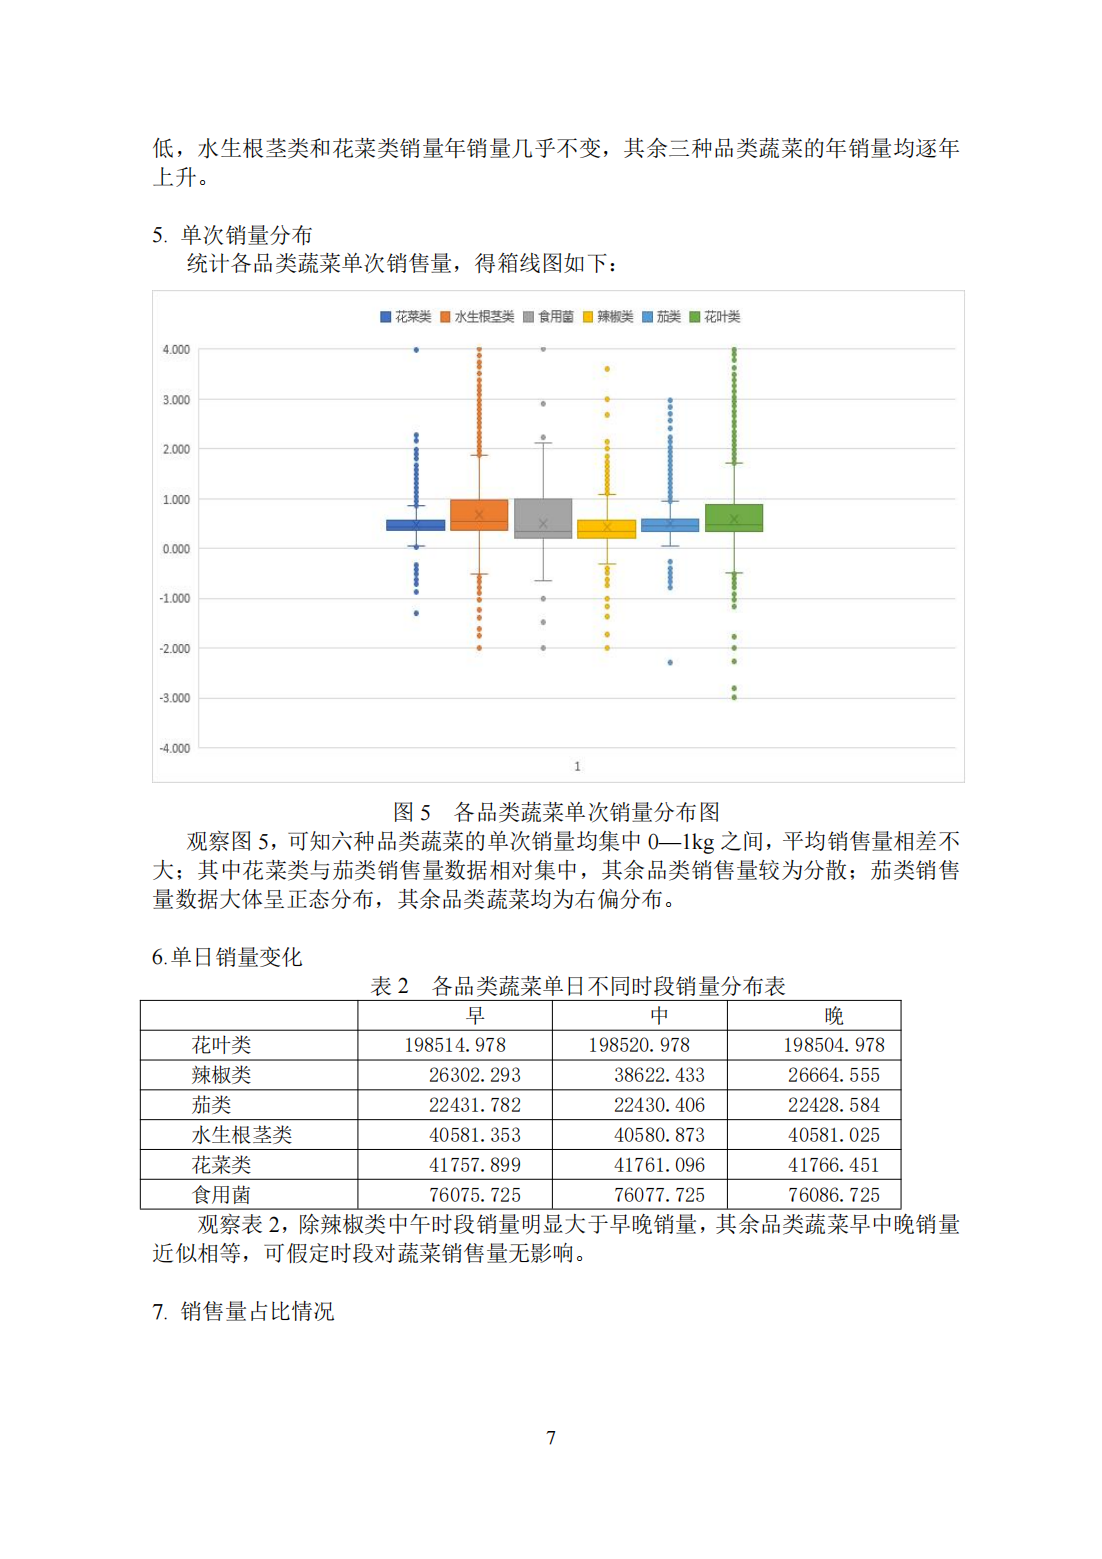 低，水生根茎类和花菜类销量年销量几乎不变，其余三种品类蔬菜的年销量均逐年
上升。
5. 单次销量分布
统计各品类蔬菜单次销售量，得箱线图如下：
花菜类 水生根茎类 食用菌 辣椒类 茄类 花叶类
4.000
3.000
2.000
1.000
0.000
-1.000
-2.000
-3.000
-4.000
1
图 5 各品类蔬菜单次销量分布图
观察图 5，可知六种品类蔬菜的单次销量均集中 0—1kg 之间，平均销售量相差不
大；其中花菜类与茄类销售量数据相对集中，其余品类销售量较为分散；茄类销售
量数据大体呈正态分布，其余品类蔬菜均为右偏分布。
6.单日销量变化
表 2 各品类蔬菜单日不同时段销量分布表
早 中 晚
花叶类 198514.978 198520.978 198504.978
辣椒类 26302.293 38622.433 26664.555
茄类 22431.782 22430.406 22428.584
水生根茎类 40581.353 40580.873 40581.025
花菜类 41757.899 41761.096 41766.451
食用菌 76075.725 76077.725 76086.725
观察表 2，除辣椒类中午时段销量明显大于早晚销量，其余品类蔬菜早中晚销量
近似相等，可假定时段对蔬菜销售量无影响。
7. 销售量占比情况
7